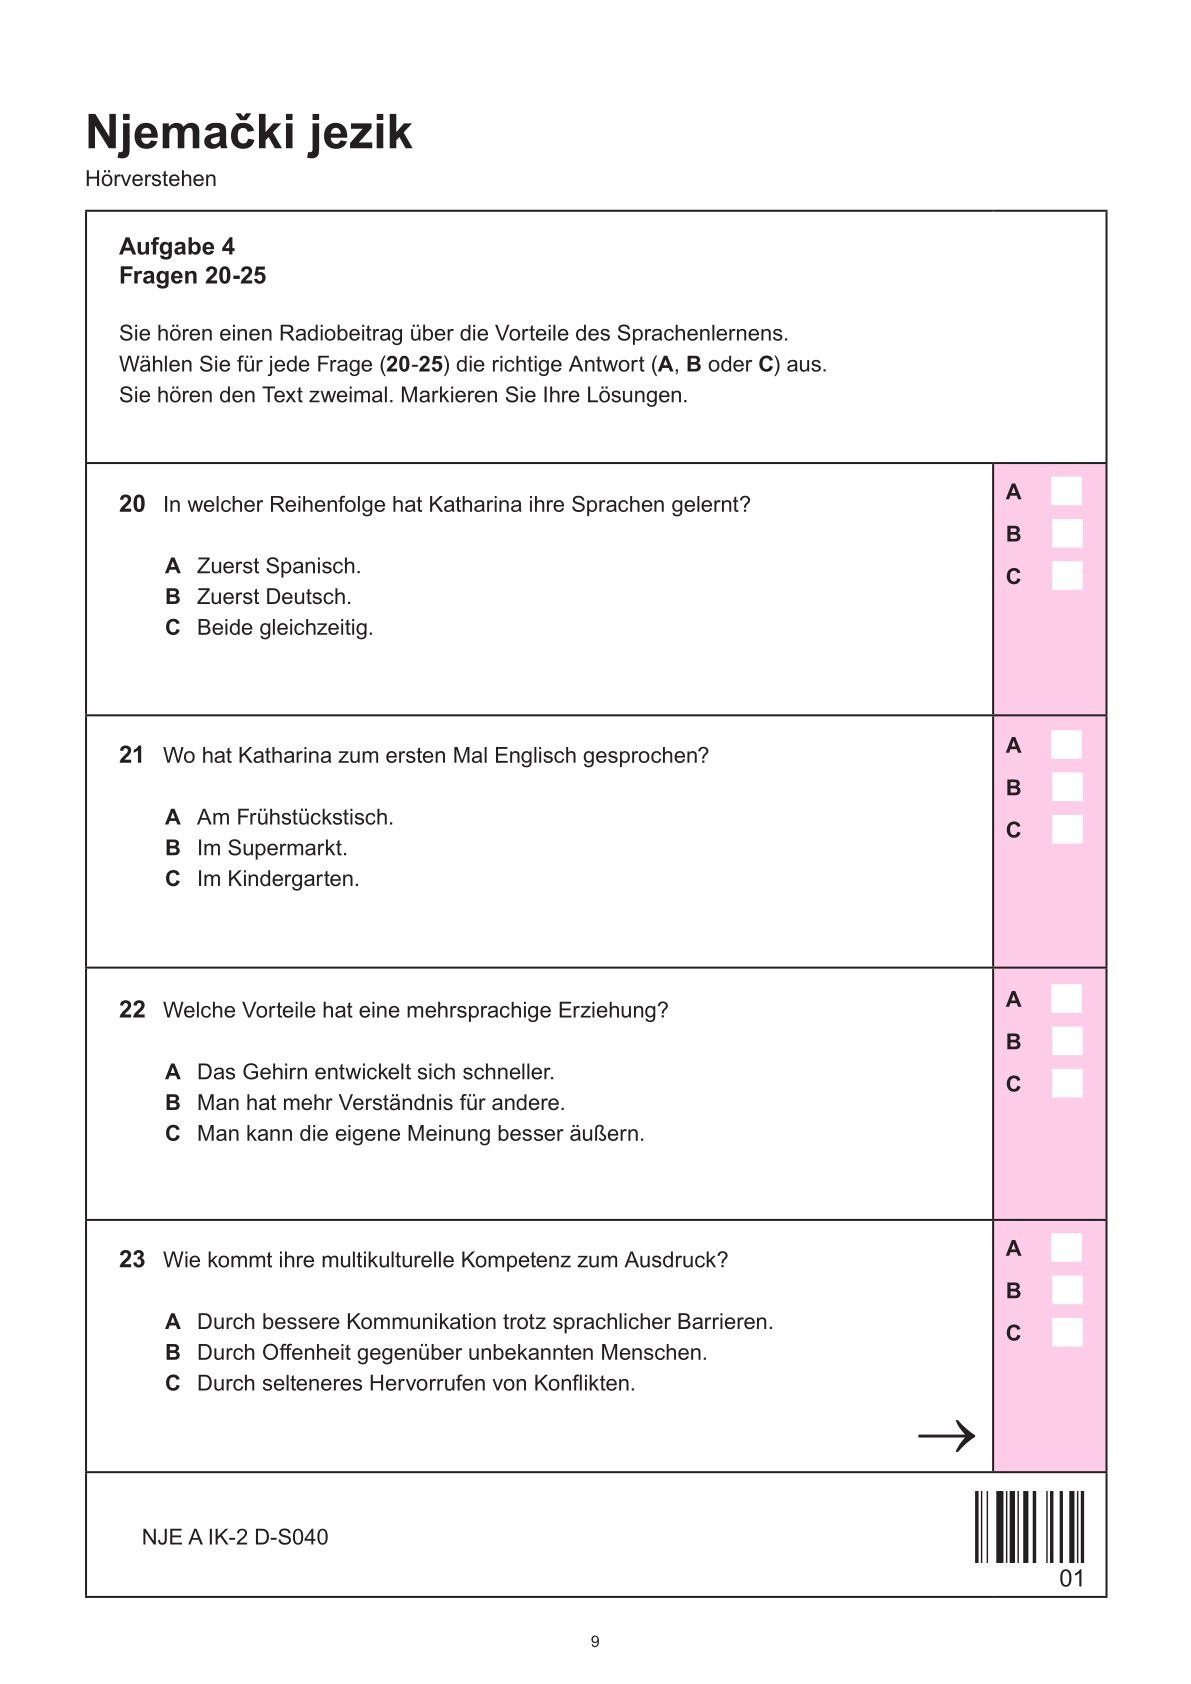 Njemački jezik
Hörverstehen
Aufgabe 4
Fragen 20-25
Sie hören einen Radiobeitrag über die Vorteile des Sprachenlernens.
Wählen Sie für jede Frage (20-25) die richtige Antwort (A, B oder C) aus.
Sie hören den Text zweimal. Markieren Sie Ihre Lösungen.
20 In welcher Reihenfolge hat Katharina ihre Sprachen gelernt?
A Zuerst Spanisch.
B Zuerst Deutsch.
C Beide gleichzeitig.
A
B
C
21 Wo hat Katharina zum ersten Mal Englisch gesprochen?
A Am Frühstückstisch.
B Im Supermarkt.
C Im Kindergarten.
A
B
C
22 Welche Vorteile hat eine mehrsprachige Erziehung?
A Das Gehirn entwickelt sich schneller.
B Man hat mehr Verständnis für andere.
C Man kann die eigene Meinung besser äußern.
A
B
C
23 Wie kommt ihre multikulturelle Kompetenz zum Ausdruck?
A Durch bessere Kommunikation trotz sprachlicher Barrieren.
B Durch Offenheit gegenüber unbekannten Menschen.
C Durch selteneres Hervorrufen von Konflikten.
A
B
C
NJE A IK-2 D-S040
01
9